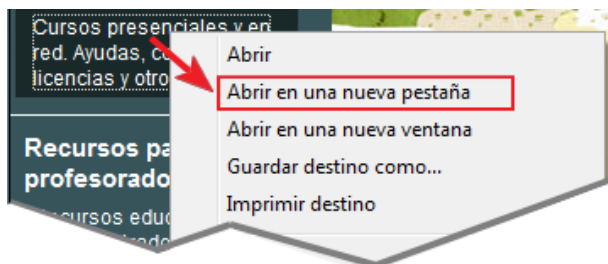 Cursos presenciales y en
red. Ayudas,
licencias y otro
Recursos pa
profesorado
Abrir
Abrir en una nueva pestaña
Abrir en una nueva ventana
Guardar destino como...
Imprimir destino